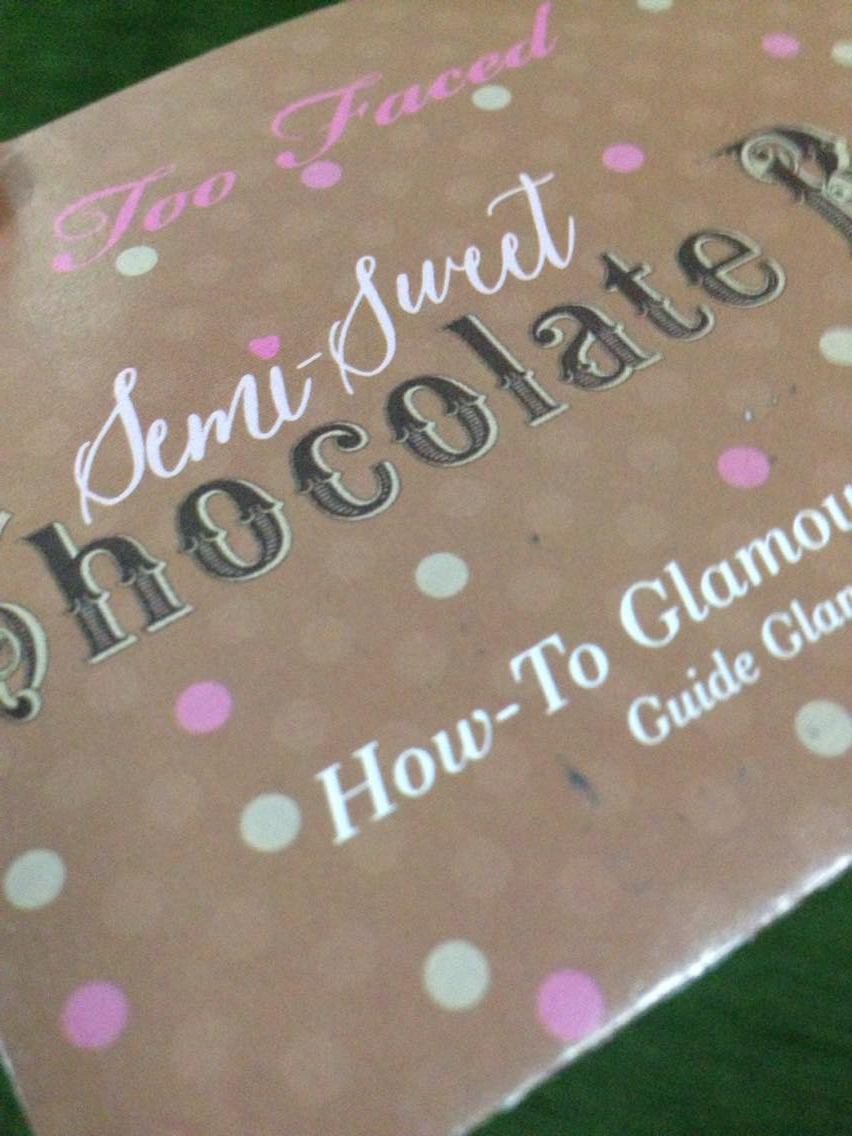 Too Faced
Semi-Sweet
Chocolate
How-To Glamou
Guide Glam